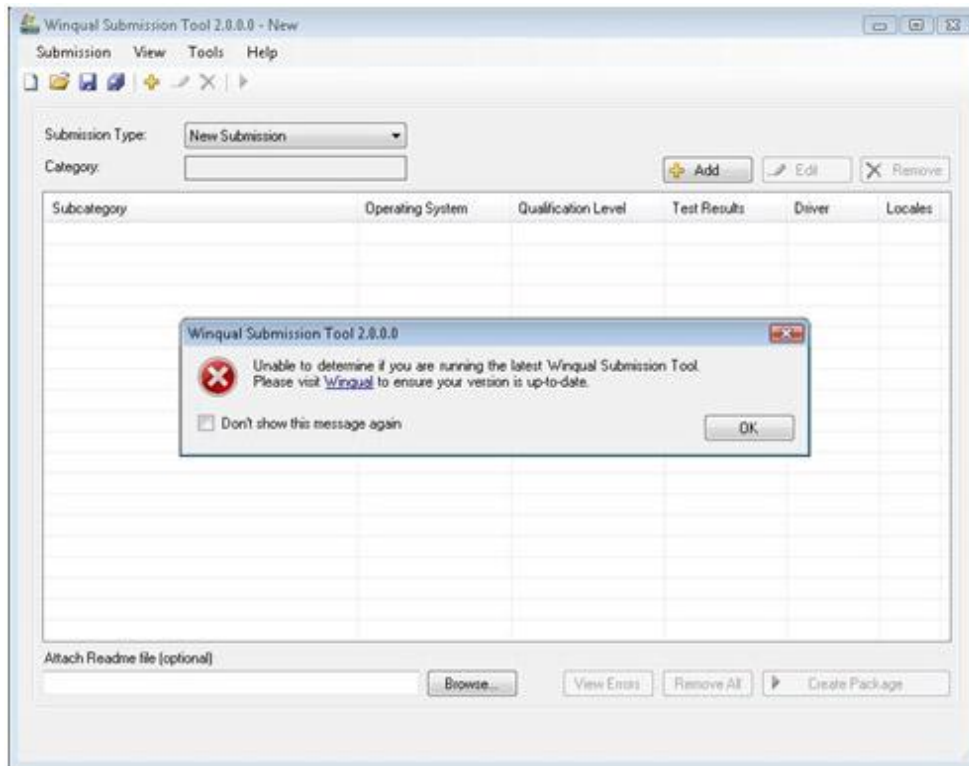 Winqual Submission Tool 2.0.0.0 - New
Submission View Tools Help
Submission Type: New Submission
Category:
Add Edit Remove
Subcategory Operating System Qualification Level Test Results Driver Locales
Winqual Submission Tool 2.0.0.0
Unable to determine if you are running the latest Winqual Submission Tool.
Please visit Winqual to ensure your version is up-to-date.
Don't show this message again
OK
Attach Readme file (optional)
Browse... View Errors Remove All Create Package